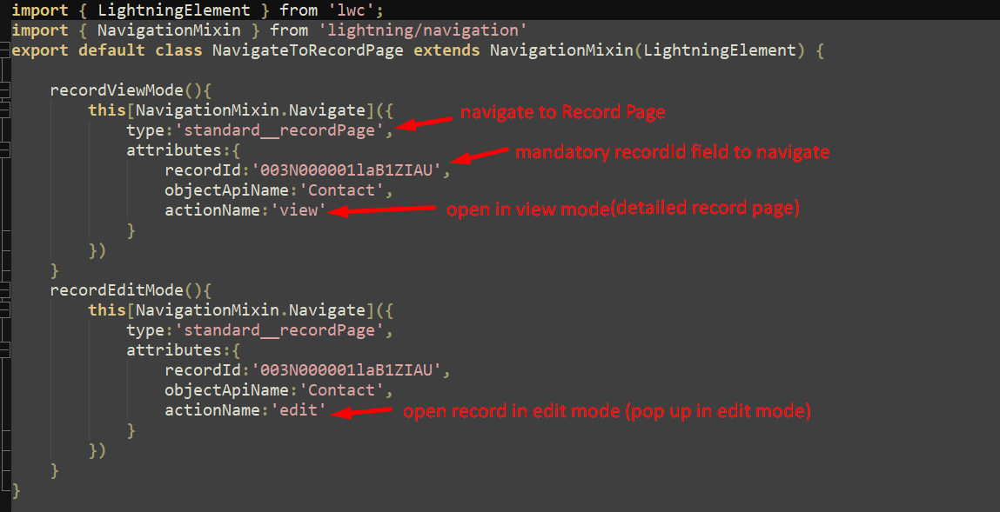 import { LightningElement } from 'lwc';
import { NavigationMixin } from 'lightning/navigation'
export default class NavigateToRecordPage extends NavigationMixin(LightningElement) {
recordViewMode(){
this[NavigationMixin.Navigate]({ navigate to Record Page
type:'standard__recordPage',
attributes:{ mandatory recordId field to navigate
recordId:'003N000001laB1ZIAU',
objectApiName:'Contact',
actionName:'view' open in view mode(detailed record page)
}
})
}
recordEditMode(){
this[NavigationMixin.Navigate]({
type:'standard__recordPage',
attributes:{
recordId:'003N000001laB1ZIAU',
objectApiName:'Contact',
actionName:'edit' open record in edit mode (pop up in edit mode)
}
})
}
}